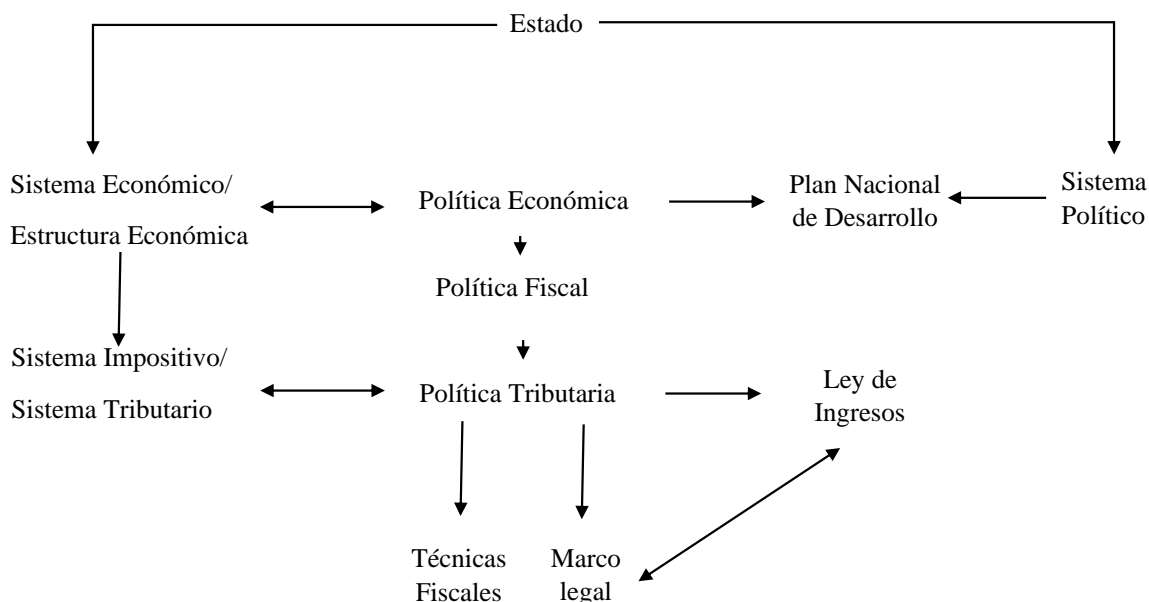 Estado
Sistema Económico/
Estructura Económica
Política Económica
Plan Nacional
de Desarrollo
Sistema
Político
Política Fiscal
Sistema Impositivo/
Sistema Tributario
Política Tributaria
Ley de
Ingresos
Técnicas
Fiscales
Marco
legal